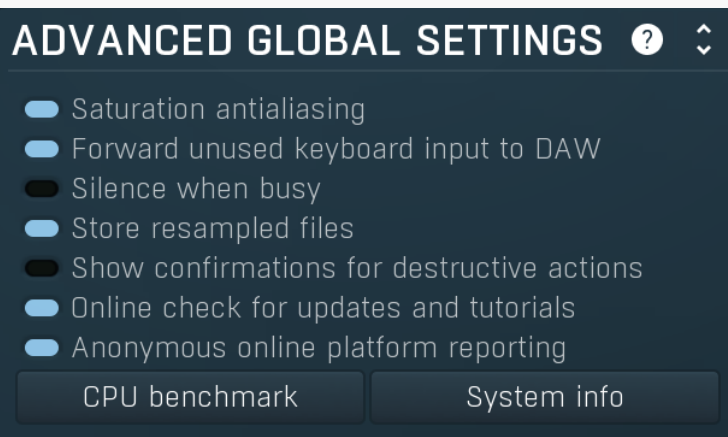 ADVANCED GLOBAL SETTINGS ?
Saturation antialiasing
Forward unused keyboard input to DAW
Silence when busy
Store resampled files
Show confirmations for destructive actions
Online check for updates and tutorials
Anonymous online platform reporting
CPU benchmark System info